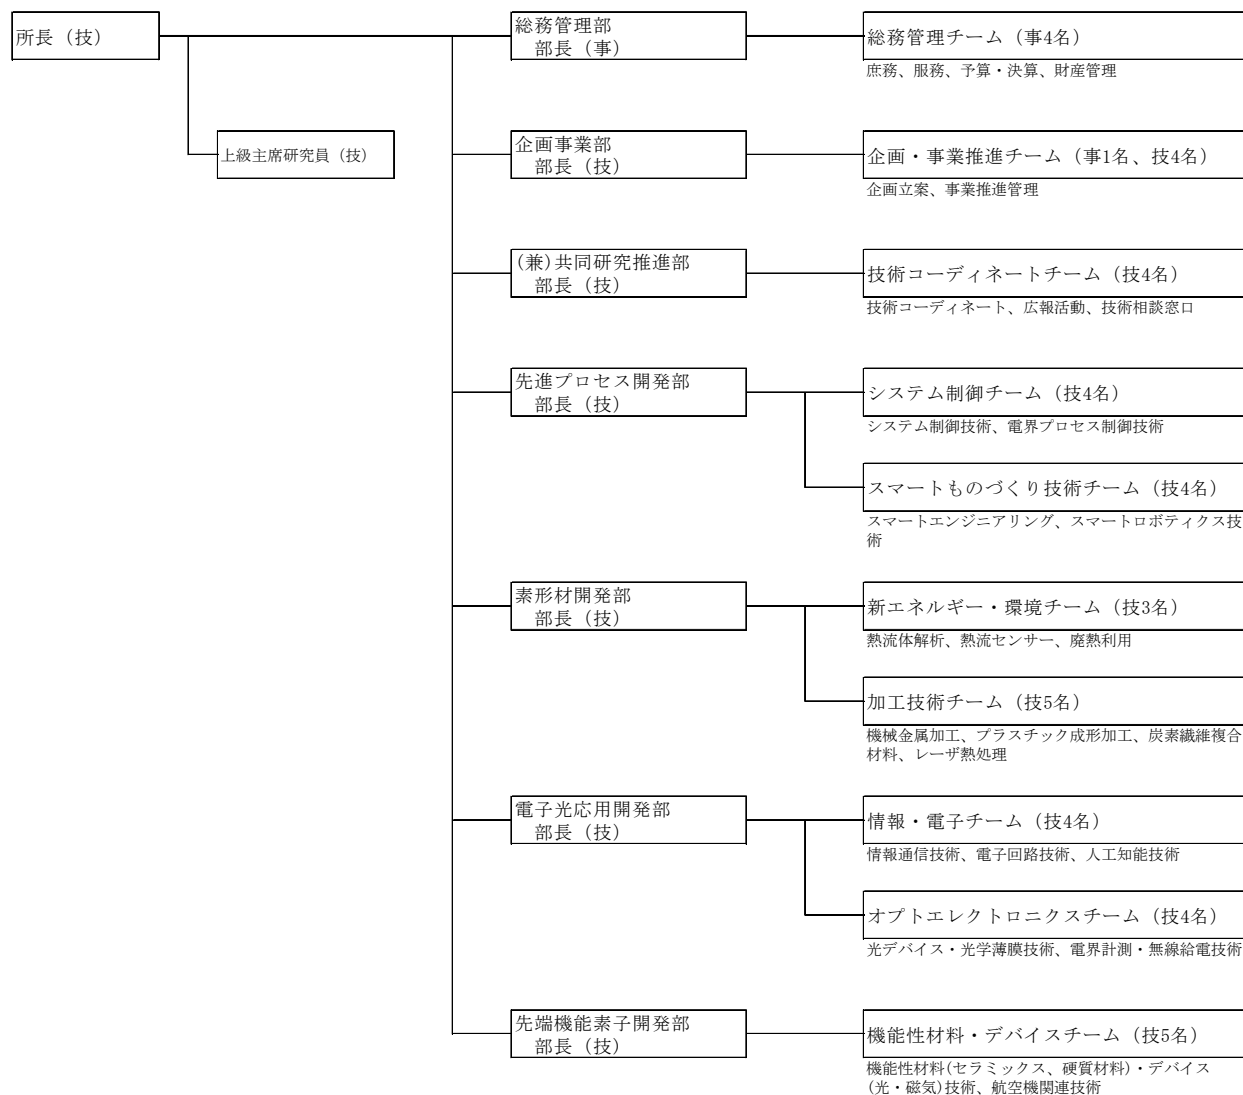 所長（技）
上級主席研究員（技）
総務管理部
部長（事）
総務管理チーム（事4名）
庶務、服務、予算・決算、財産管理
企画事業部
部長（技）
企画・事業推進チーム（事1名、技4名）
企画立案、事業推進管理
(兼)共同研究推進部
部長（技）
技術コーディネートチーム（技4名）
技術コーディネート、広報活動、技術相談窓口
先進プロセス開発部
部長（技）
システム制御チーム（技4名）
システム制御技術、電界プロセス制御技術
スマートものづくり技術チーム（技4名）
スマートエンジニアリング、スマートロボティクス技
術
素形材開発部
部長（技）
新エネルギー・環境チーム（技3名）
熱流体解析、熱流センサー、廃熱利用
加工技術チーム（技5名）
機械金属加工、プラスチック成形加工、炭素繊維複合
材料、レーザ熱処理
電子光応用開発部
部長（技）
情報・電子チーム（技4名）
情報通信技術、電子回路技術、人工知能技術
オプトエレクトロニクスチーム（技4名）
光デバイス・光学薄膜技術、電界計測・無線給電技術
先端機能素子開発部
部長（技）
機能性材料・デバイスチーム（技5名）
機能性材料(セラミックス、硬質材料)・デバイス
(光・磁気)技術、航空機関連技術